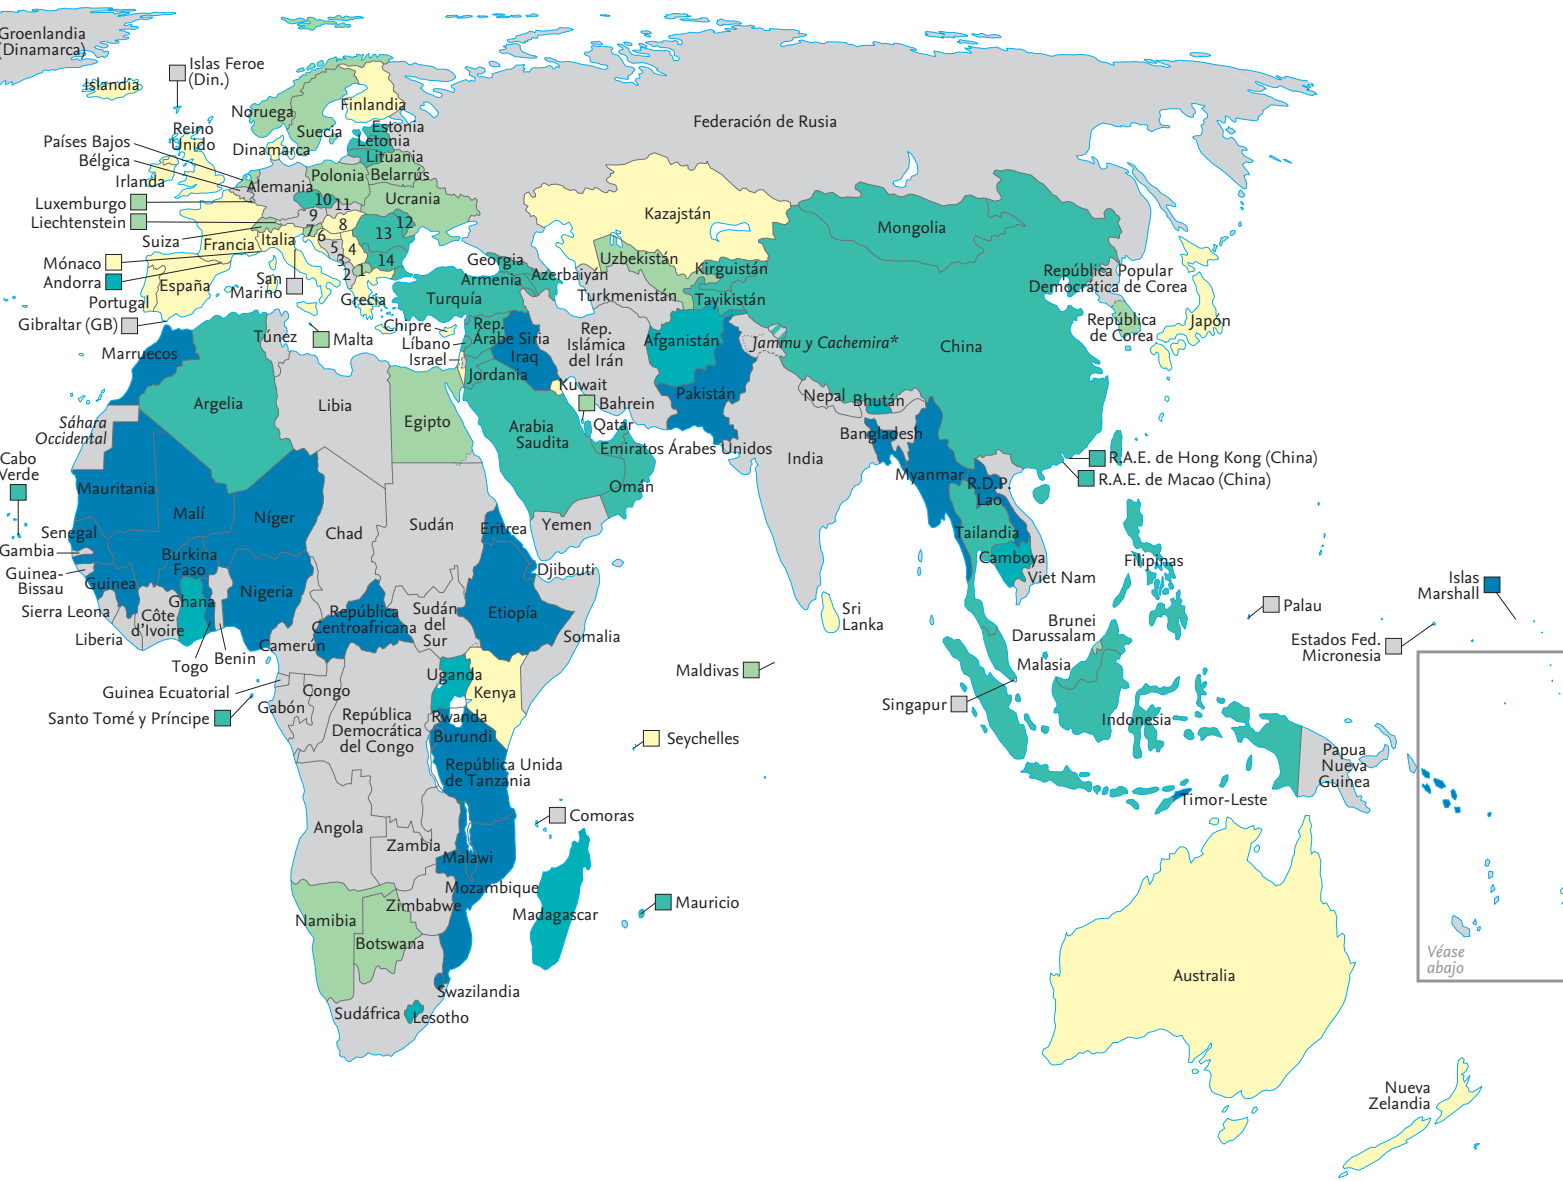 Groenlandia
(Dinamarca)
Islandia
Islas Feroe
(Din.)
Noruega
Suecia
Finlandia
Federación de Rusia
Reino
Unido
Países Bajos
Bélgica
Irlanda
Dinamarca
Estonia
Letonia
Lituania
Belarrús
Polonia
Alemania
Luxemburgo
Liechtenstein
Ucrania
10
11
9
8
7
6
5
4
3
2
1
12
13
14
Suiza
Francia
Italia
Mónaco
Andorra
Portugal
España
San
Marino
Grecia
Gibraltar (GB)
Malta
Túnez
Chipre
Líbano
Israel
Georgia
Armenia
Azerbaiyán
Turquía
Kazajstán
Uzbekistán
Kirguistán
Turkmenistán
Tayikistán
Mongolia
República Popular
Democrática de Corea
República
de Corea
Japón
Rep.
Árabe Siria
Iraq
Jordania
Rep.
Islámica
del Irán
Afganistán
Jammu y Cachemira*
China
Kuwait
Bahrein
Qatar
Emiratos Árabes Unidos
Pakistán
Nepal
Bhután
Bangladesh
India
Myanmar
R.D.P.
Lao
R.A.E. de Hong Kong (China)
R.A.E. de Macao (China)
Marruecos
Argelia
Libia
Egipto
Arabia
Saudita
Omán
Yemen
Sáhara
Occidental
Cabo
Verde
Mauritania
Malí
Níger
Chad
Sudán
Eritrea
Djibouti
Senegal
Gambia
Guinea-
Bissau
Guinea
Sierra Leona
Liberia
Burkina
Faso
Ghana
Côte
d'Ivoire
Togo
Benin
Nigeria
Camerún
República
Centroafricana
Sudán
del
Sur
Etiopía
Somalia
Tailandia
Camboya
Viet Nam
Filipinas
Sri
Lanka
Maldivas
Brunei
Darussalam
Malasia
Singapur
Indonesia
Palau
Islas
Marshall
Estados Fed.
Micronesia
Guinea Ecuatorial
Santo Tomé y Príncipe
Gabón
Congo
República
Democrática
del Congo
Uganda
Kenya
Rwanda
Burundi
República Unida
de Tanzania
Seychelles
Comoras
Papua
Nueva
Guinea
Timor-Leste
Angola
Zambia
Malawi
Mozambique
Zimbabwe
Madagascar
Mauricio
Namibia
Botswana
Swazilandia
Sudáfrica
Lesotho
Australia
Nueva
Zelandia
Véase
abajo